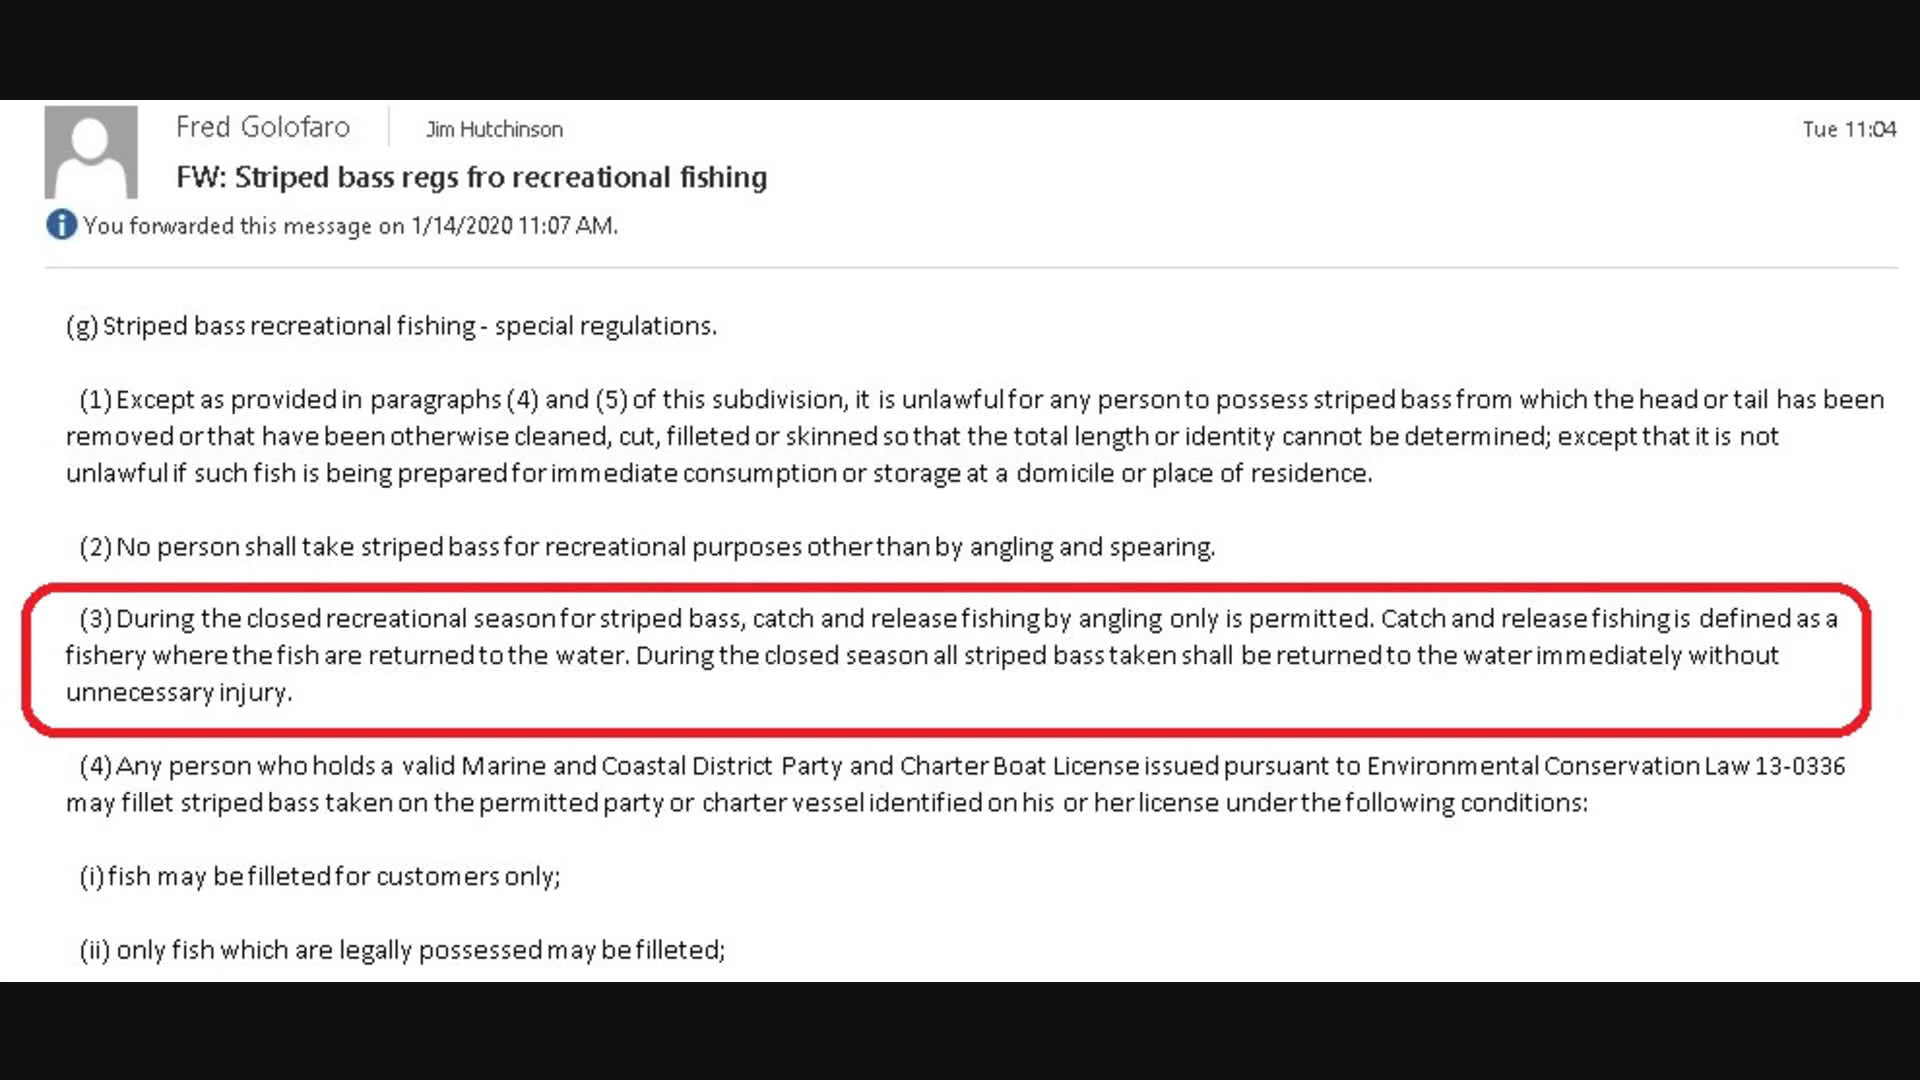 Fred Golofaro
Jim Hutchinson
Tue 11:04
FW: Striped bass regs fro recreational fishing
i You forwarded this message on 1/14/2020 11:07 AM.
(g) Striped bass recreational fishing - special regulations.
(1) Except as provided in paragraphs (4) and (5) of this subdivision, it is unlawful for any person to possess striped bass from which the head or tail has been
removed or that have been otherwise cleaned, cut, filleted or skinned so that the total length or identity cannot be determined; except that it is not
unlawful if such fish is being prepared for immediate consumption or storage at a domicile or place of residence.
(2) No person shall take striped bass for recreational purposes other than by angling and spearing.
(3) During the closed recreational season for striped bass, catch and release fishing by angling only is permitted. Catch and release fishing is defined as a
fishery where the fish are returned to the water. During the closed season all striped bass taken shall be returned to the water immediately without
unnecessary injury.
(4) Any person who holds a valid Marine and Coastal District Party and Charter Boat License issued pursuant to Environmental Conservation Law 13-0336
may fillet striped bass taken on the permitted party or charter vessel identified on his or her license under the following conditions:
(i) fish may be filleted for customers only;
(ii) only fish which are legally possessed may be filleted;